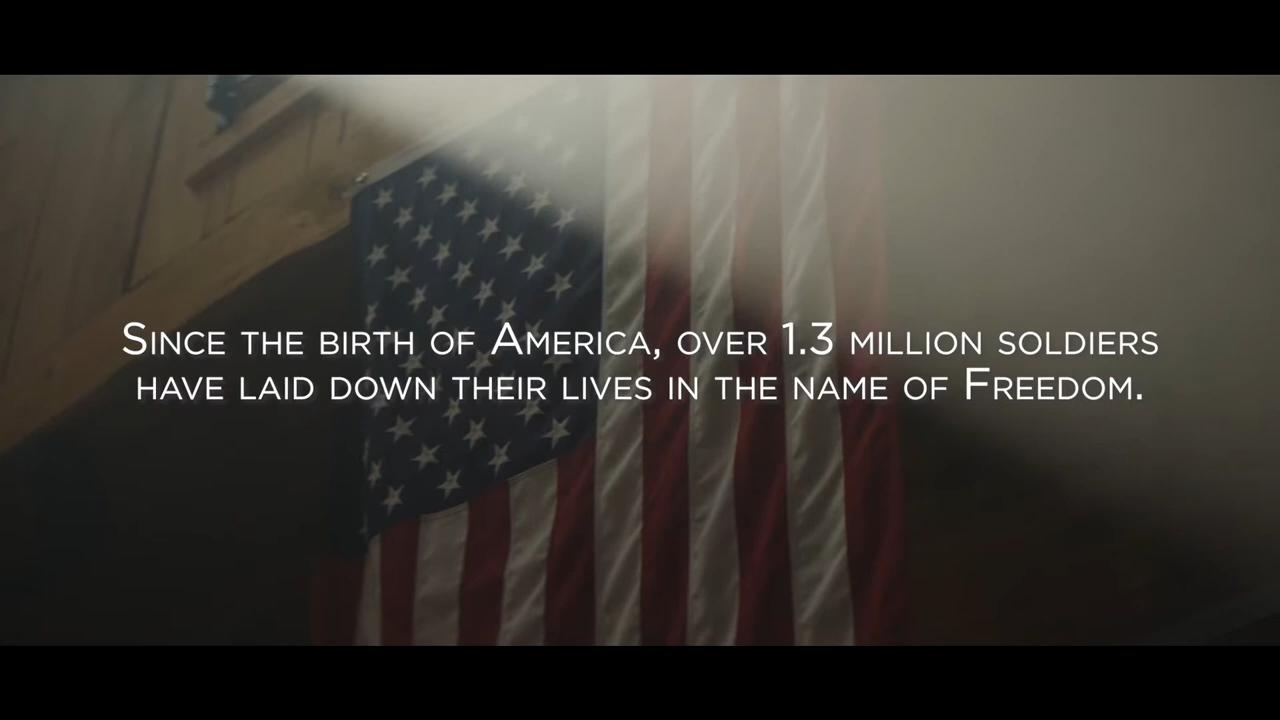 Since the birth of America, over 1.3 million soldiers
have laid down their lives in the name of Freedom.